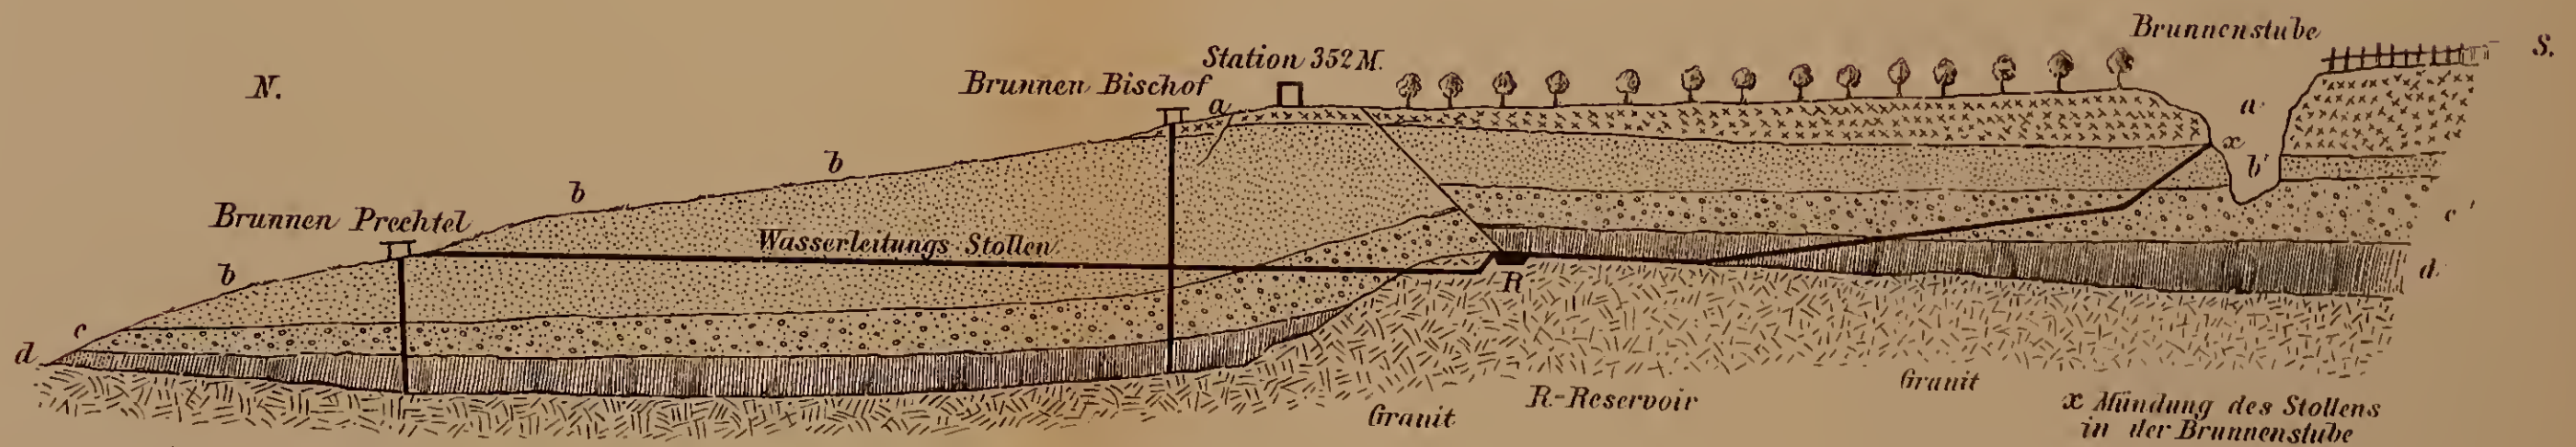 Brunnenstube
S.
Station 352 M.
N.
Brunnen Bischof
a
a
x
b
b'
b
Brunnen Prechtel
c'
Wasserleitungs Stollen
b
d
R
c
d
Granit
R-Reservoir
Granit
x Mündung des Stollens
in der Brunnenstube